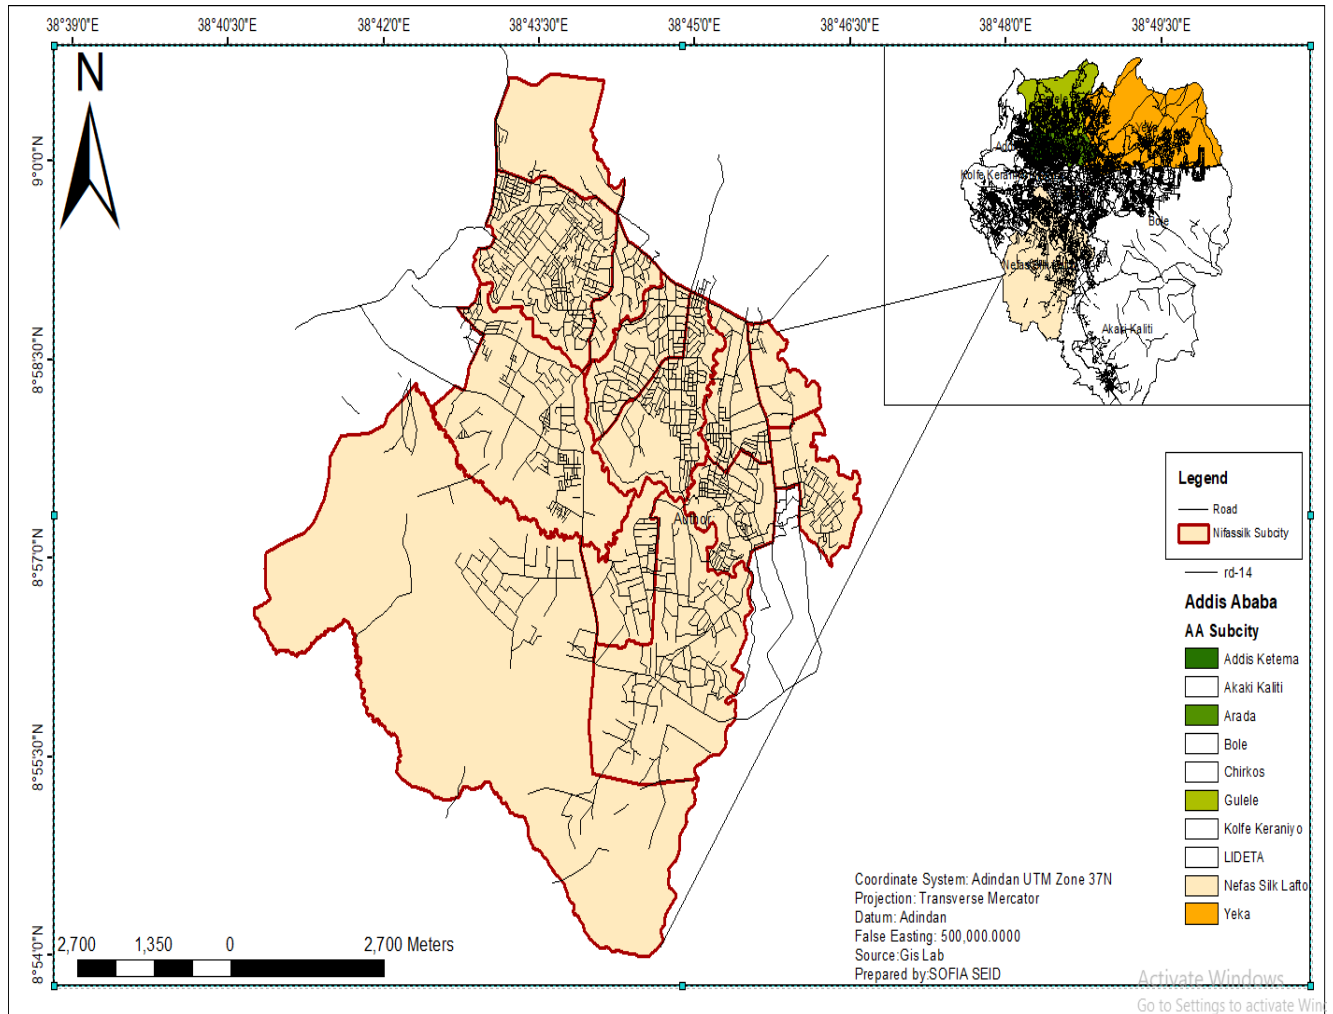 38°39'0"E 38°40'30"E 38°42'0"E 38°43'30"E 38°45'0"E 38°46'30"E 38°48'0"E 38°49'30"E
N
9°0'0"N
8°58'30"N
8°57'0"N
8°55'30"N
8°54'0"N
Yeka
Kolfe Kerani
Bole
Nefas
Akaki Kaliti
Author:
Legend
Road
Nifassilk Subcity
rd-14
Addis Ababa
AA Subcity
Addis Ketema
Akaki Kaliti
Arada
Bole
Chirkos
Gulele
Kolfe Keraniyo
LIDETA
Nefas Silk Lafto
Yeka
Coordinate System: Adindan UTM Zone 37N
Projection: Transverse Mercator
Datum: Adindan
False Easting: 500,000.0000
Source:Gis Lab
Prepared by:SOFIA SEID
2,700 1,350 0 2,700 Meters
Activate Windows
Go to Settings to activate Win